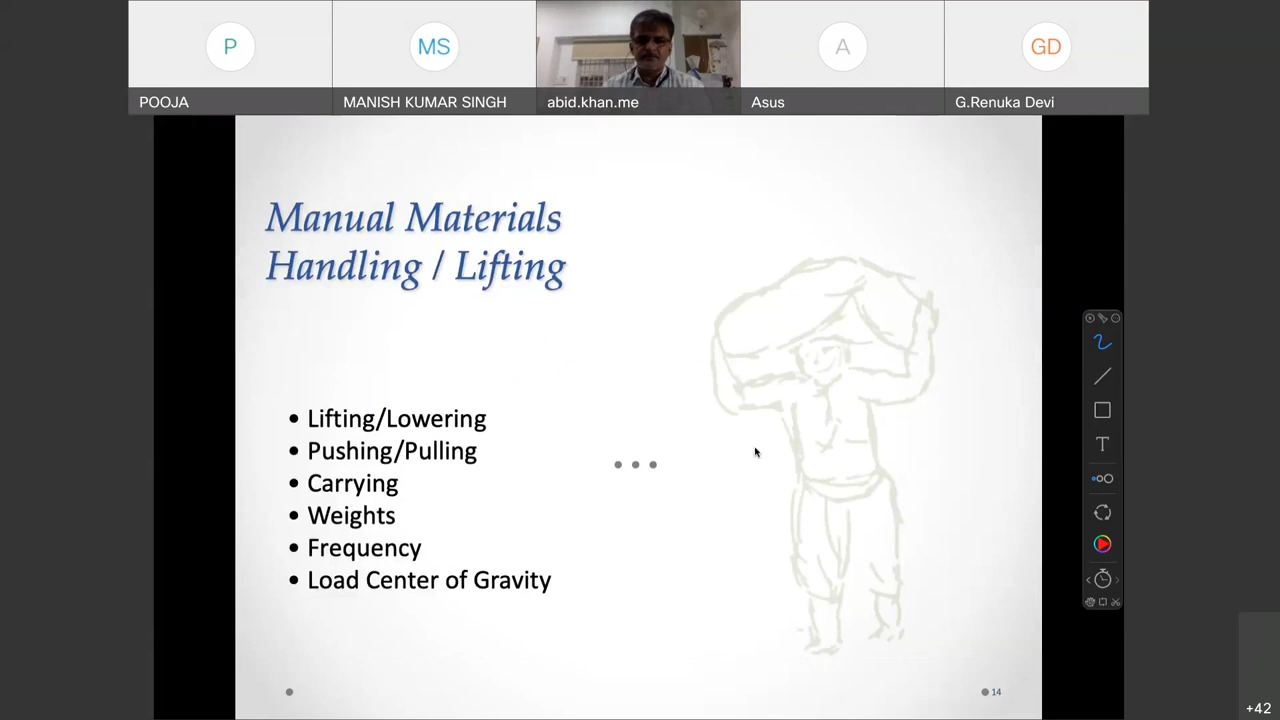 P
MS
A
GD
POOJA
MANISH KUMAR SINGH
abid.khan.me
Asus
G.Renuka Devi
Manual Materials
Handling / Lifting
• Lifting/Lowering
• Pushing/Pulling
• Carrying
• Weights
• Frequency
• Load Center of Gravity
T
14
+42